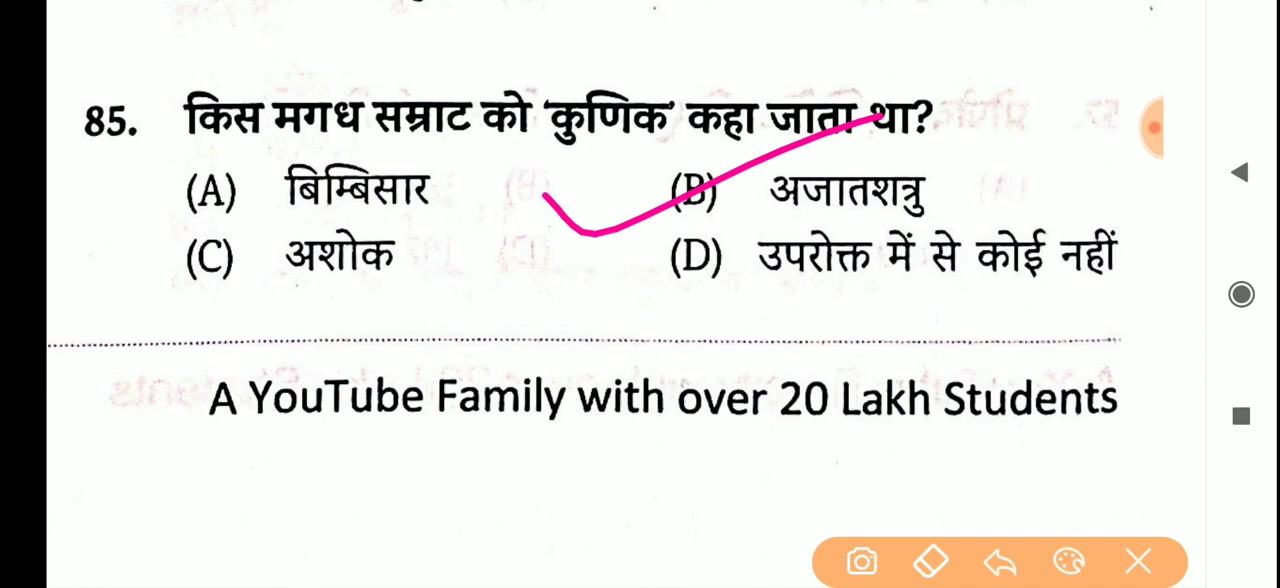 85. किस मगध सम्राट को 'कुणिक' कहा जाता था?
(A) बिम्बिसार (B) अजातशत्रु
(C) अशोक (D) उपरोक्त में से कोई नहीं
A YouTube Family with over 20 Lakh Students